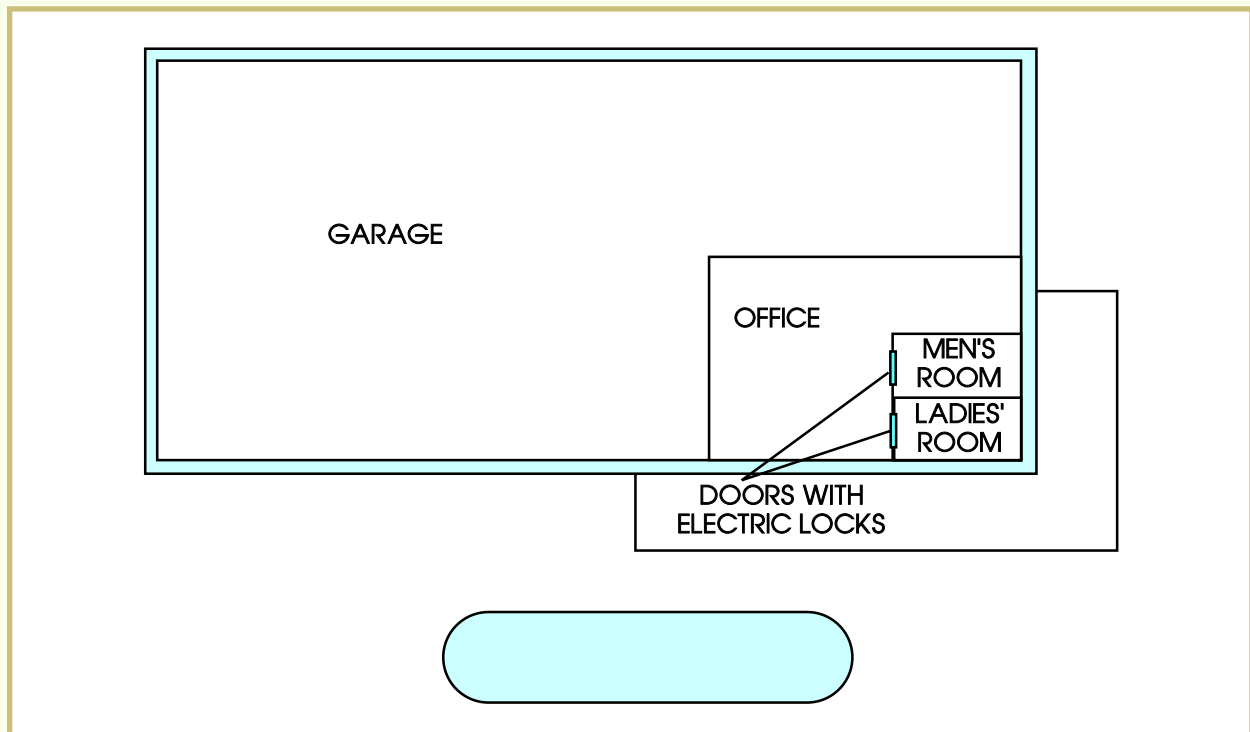 GARAGE
OFFICE
MEN'S
ROOM
LADIES'
ROOM
DOORS WITH
ELECTRIC LOCKS